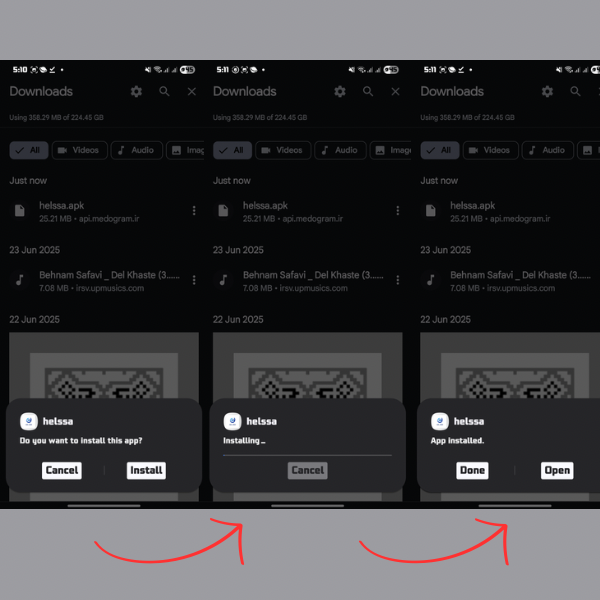 5:10
45
Downloads
Using 358.29 MB of 224.45 GB
All
Videos
Audio
Imag
Just now
helssa.apk
25.21 MB • api.medogram.ir
23 Jun 2025
Behnam Safavi _ Del Khaste (3......
7.08 MB • irsv.upmusics.com
22 Jun 2025
helssa
Do you want to install this app?
Cancel
Install
5:11
45
Downloads
Using 358.29 MB of 224.45 GB
All
Videos
Audio
Imag
Just now
helssa.apk
25.21 MB • api.medogram.ir
23 Jun 2025
Behnam Safavi _ Del Khaste (3......
7.08 MB • irsv.upmusics.com
22 Jun 2025
helssa
Installing...
Cancel
5:11
Downloads
Using 358.29 MB of 224.45 GB
All
Videos
Audio
Just now
helssa.apk
25.21 MB • api.medogram.ir
23 Jun 2025
Behnam Safavi _ Del Khaste (3......
7.08 MB • irsv.upmusics.com
22 Jun 2025
helssa
App installed.
Done
Open